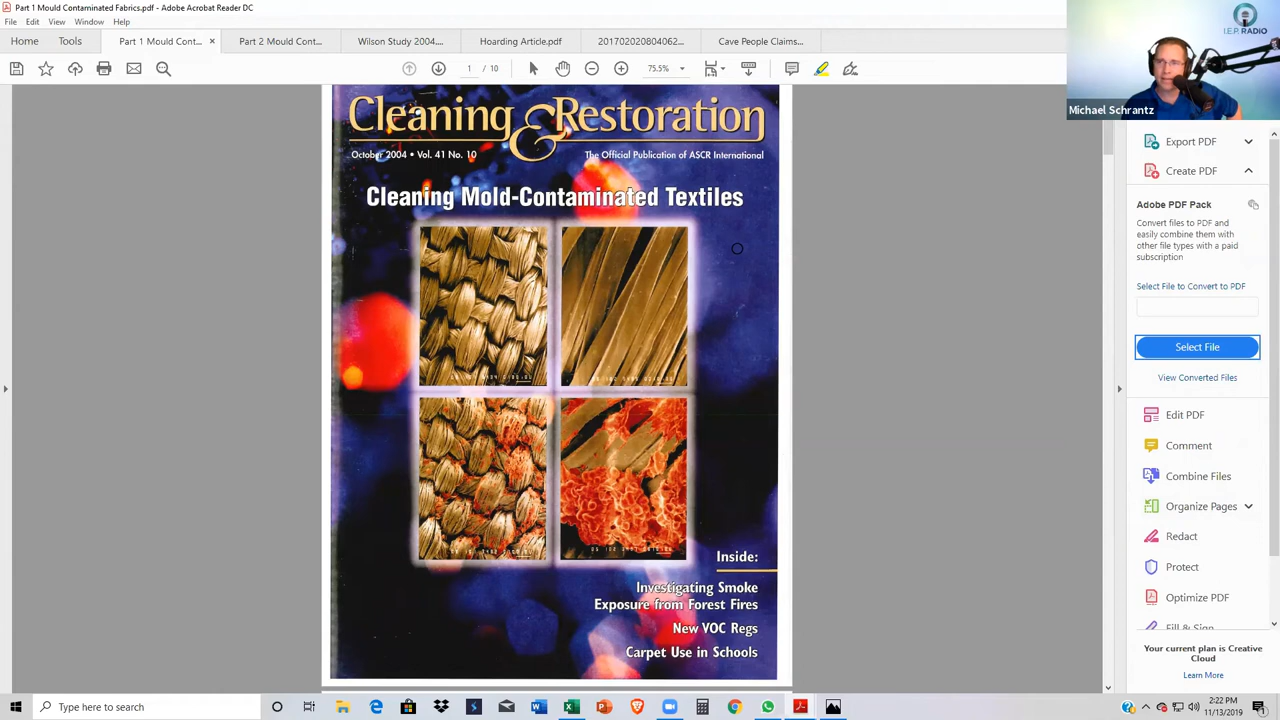 Part 1 Mould Contaminated Fabrics.pdf - Adobe Acrobat Reader DC
File Edit View Window Help
Home Tools Part 1 Mould Cont... × Part 2 Mould Cont... Wilson Study 2004.... Hoarding Article.pdf 20170202080406 2... Cave People Claims...
1 / 10 75.5%
I.E.P. RADIO
Michael Schrantz
Cleaning & Restoration
October 2004 • Vol. 41 No. 10 The Official Publication of ASCR International
Cleaning Mold-Contaminated Textiles
Inside:
Investigating Smoke
Exposure from Forest Fires
New VOC Regs
Carpet Use in Schools
Export PDF
Create PDF
Adobe PDF Pack
Convert files to PDF and
easily combine them with
other file types with a paid
subscription
Select File to Convert to PDF
Select File
View Converted Files
Edit PDF
Comment
Combine Files
Organize Pages
Redact
Protect
Optimize PDF
Fill & Sign
Your current plan is Creative
Cloud
Learn More
Type here to search
2:22 PM
11/13/2019